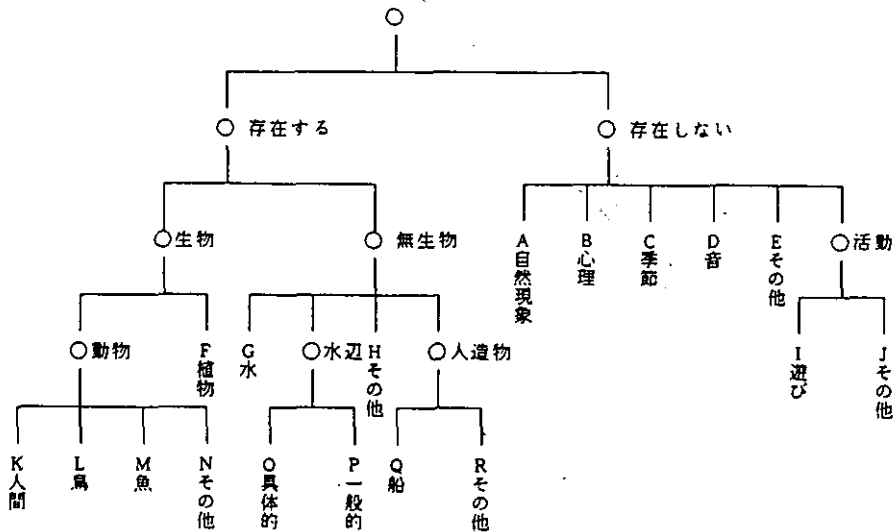 存在する
存在しない
生物
無生物
A自然現象
B心理
C季節
D音
Eその他
活動
動物
F植物
G水
水辺
Hその他
人造物
I遊び
Jその他
K人間
L鳥
M魚
Nその他
O具体的
P一般的
Q船
Rその他